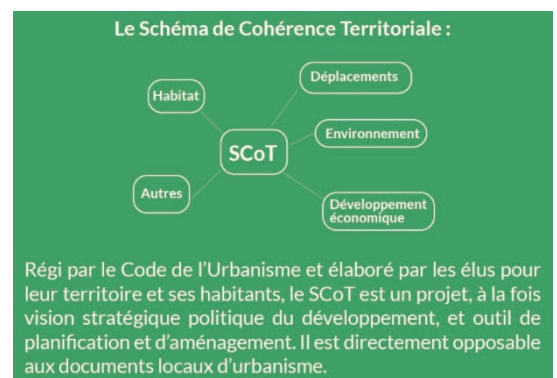 Le Schéma de Cohérence Territoriale :
Déplacements
Habitat
Environnement
SCoT
Autres
Développement
économique
Régi par le Code de l'Urbanisme et élaboré par les élus pour
leur territoire et ses habitants, le SCoT est un projet, à la fois
vision stratégique politique du développement, et outil de
planification et d'aménagement. Il est directement opposable
aux documents locaux d'urbanisme.